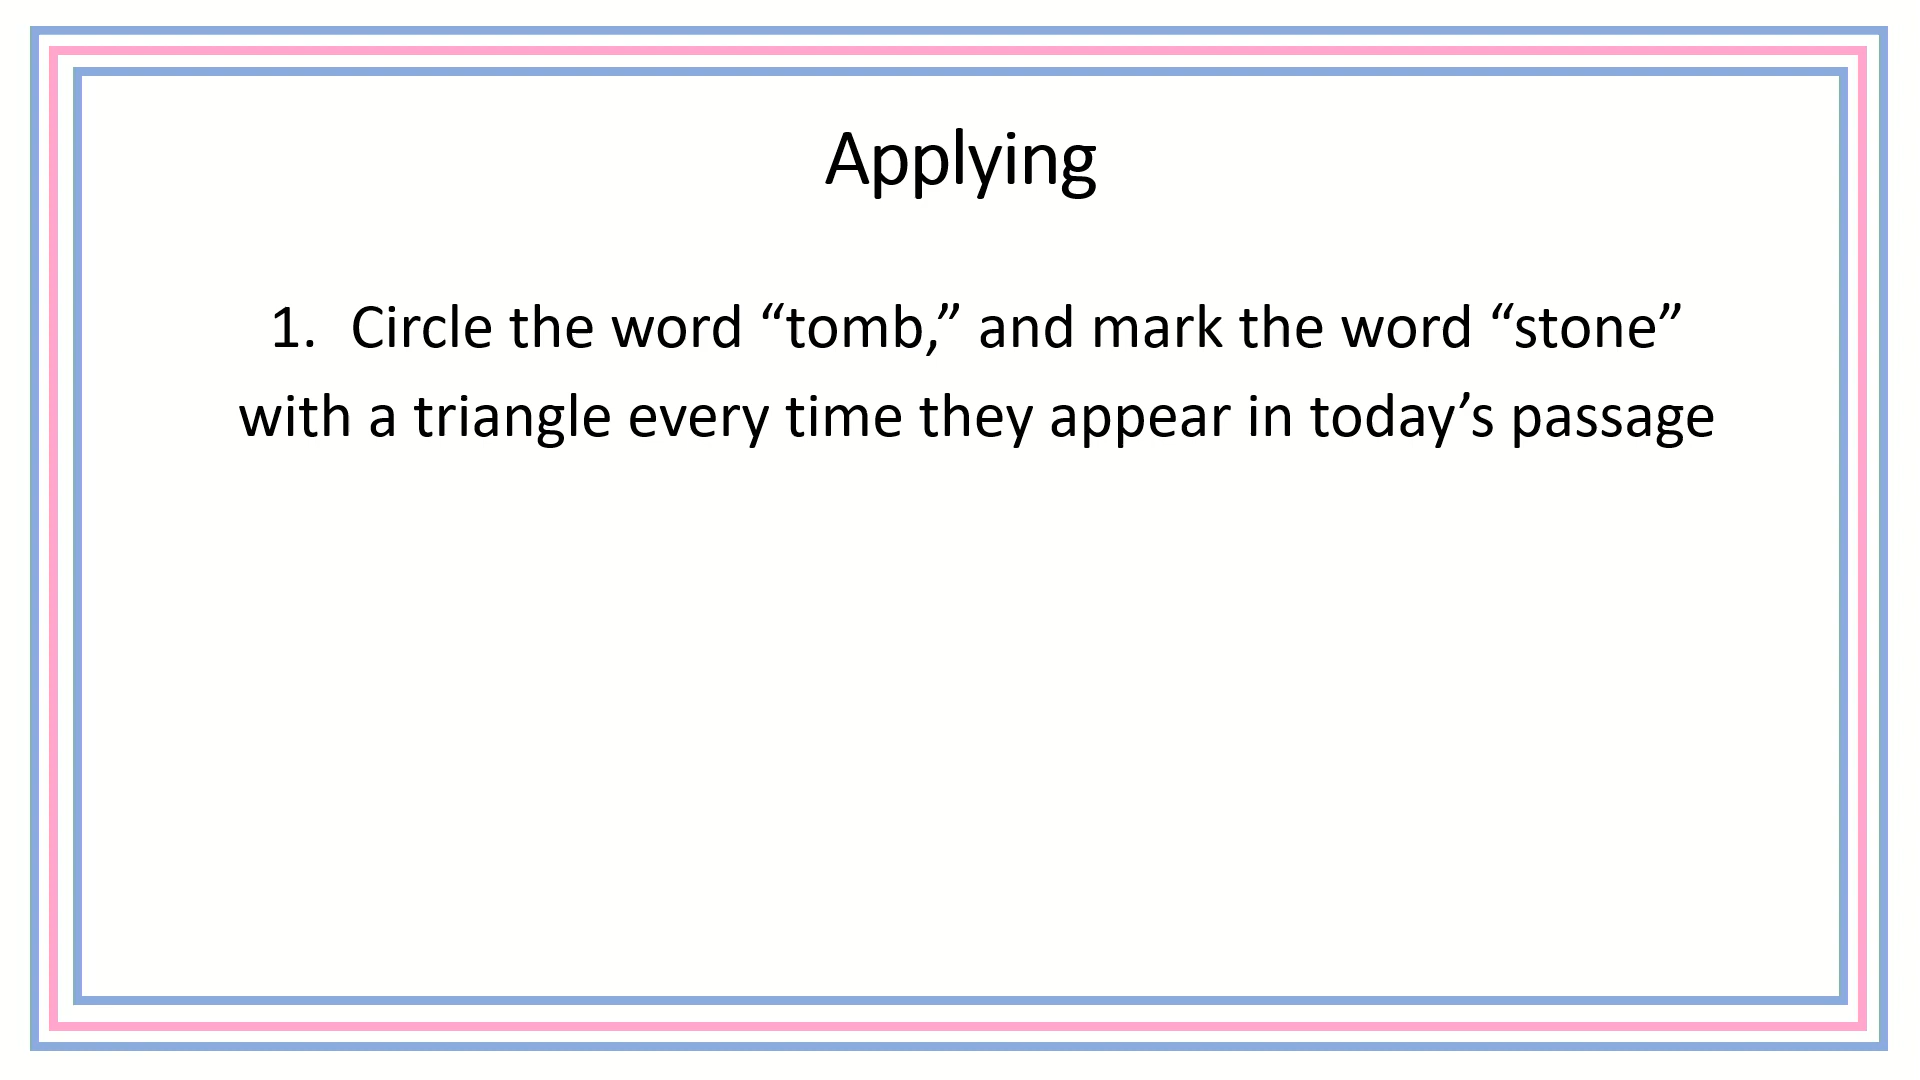 Applying
1. Circle the word “tomb,” and mark the word “stone”
with a triangle every time they appear in today’s passage